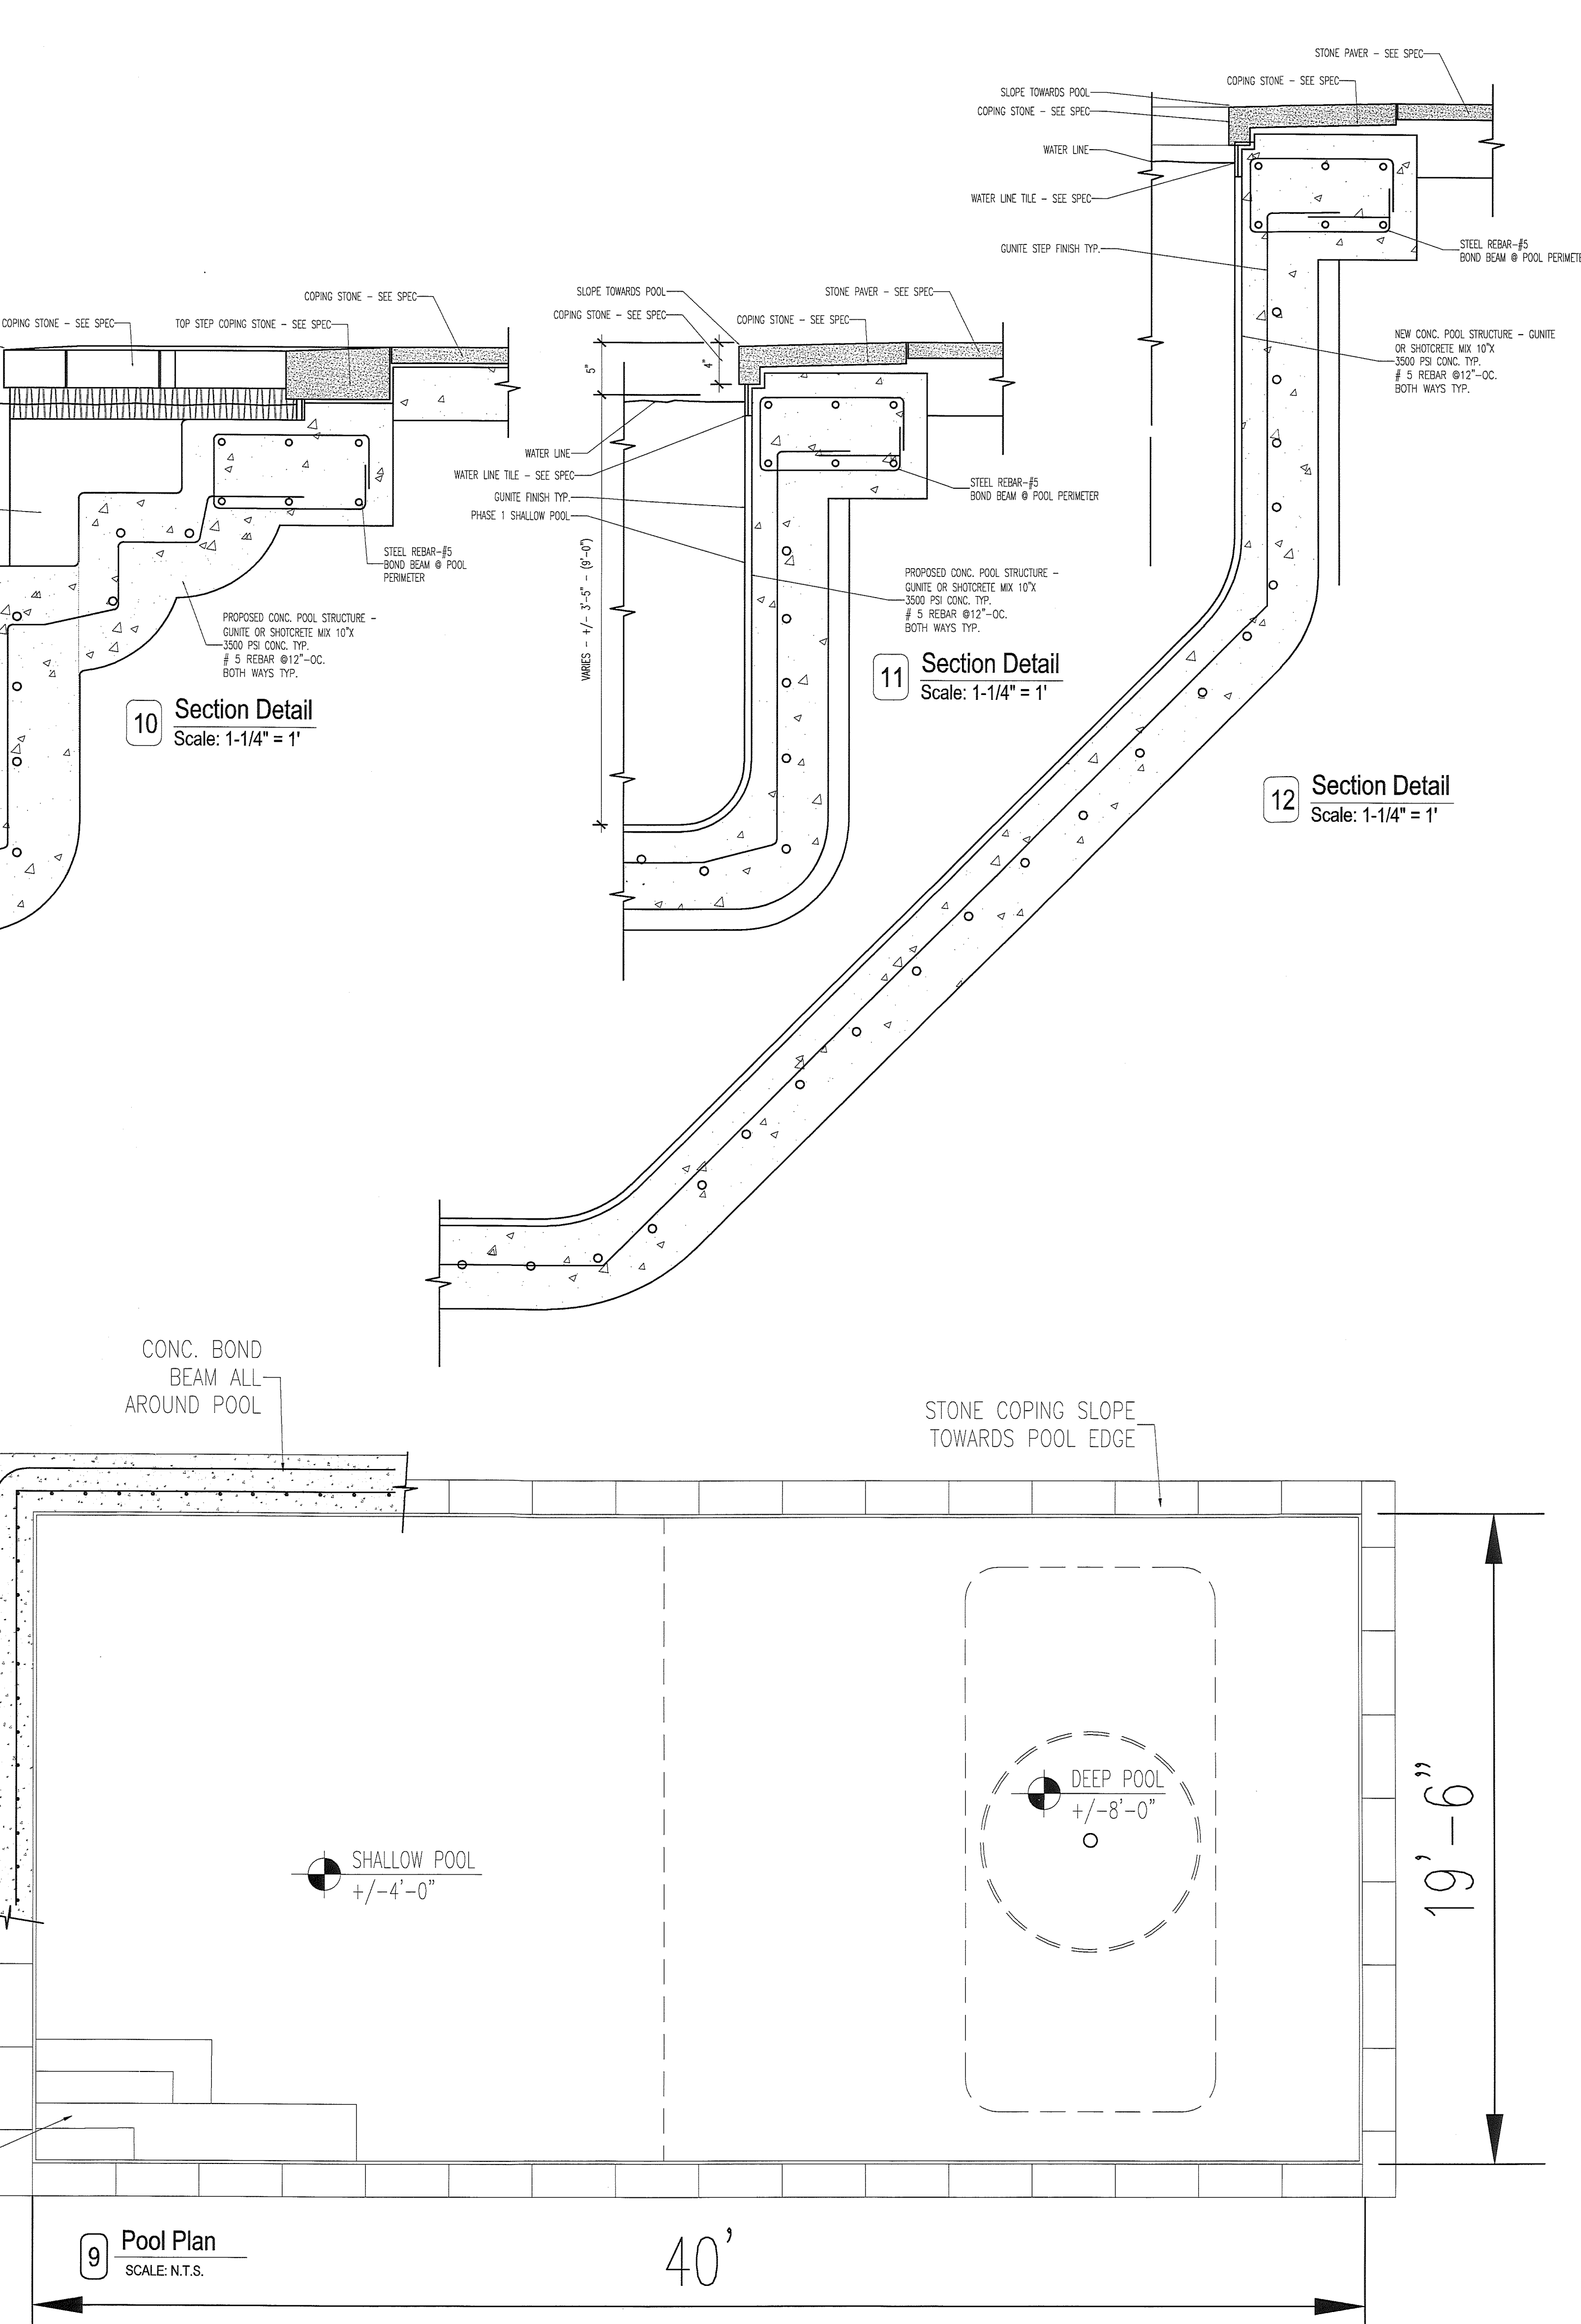 STONE PAVER - SEE SPEC
COPING STONE - SEE SPEC
SLOPE TOWARDS POOL
COPING STONE - SEE SPEC
WATER LINE
WATER LINE TILE - SEE SPEC
GUNITE STEP FINISH TYP.
STEEL REBAR-#5
BOND BEAM @ POOL PERIMETE
NEW CONC. POOL STRUCTURE - GUNITE
OR SHOTCRETE MIX 10"X
3500 PSI CONC. TYP.
# 5 REBAR @12"-OC.
BOTH WAYS TYP.
12
Section Detail
Scale: 1-1/4" = 1'
COPING STONE - SEE SPEC
COPING STONE - SEE SPEC
TOP STEP COPING STONE - SEE SPEC
STEEL REBAR-#5
BOND BEAM @ POOL
PERIMETER
PROPOSED CONC. POOL STRUCTURE -
GUNITE OR SHOTCRETE MIX 10"X
3500 PSI CONC. TYP.
# 5 REBAR @12"-OC.
BOTH WAYS TYP.
10
Section Detail
Scale: 1-1/4" = 1'
SLOPE TOWARDS POOL
STONE PAVER - SEE SPEC
COPING STONE - SEE SPEC
COPING STONE - SEE SPEC
5"
4"
WATER LINE
WATER LINE TILE - SEE SPEC
GUNITE FINISH TYP.
PHASE 1 SHALLOW POOL
STEEL REBAR-#5
BOND BEAM @ POOL PERIMETER
VARIES - +/- 3'-5" - (9'-0")
PROPOSED CONC. POOL STRUCTURE -
GUNITE OR SHOTCRETE MIX 10"X
3500 PSI CONC. TYP.
# 5 REBAR @12"-OC.
BOTH WAYS TYP.
11
Section Detail
Scale: 1-1/4" = 1'
CONC. BOND
BEAM ALL
AROUND POOL
STONE COPING SLOPE
TOWARDS POOL EDGE
DEEP POOL
+/-8'-0"
SHALLOW POOL
+/-4'-0"
19'-6"
9
Pool Plan
SCALE: N.T.S.
40'